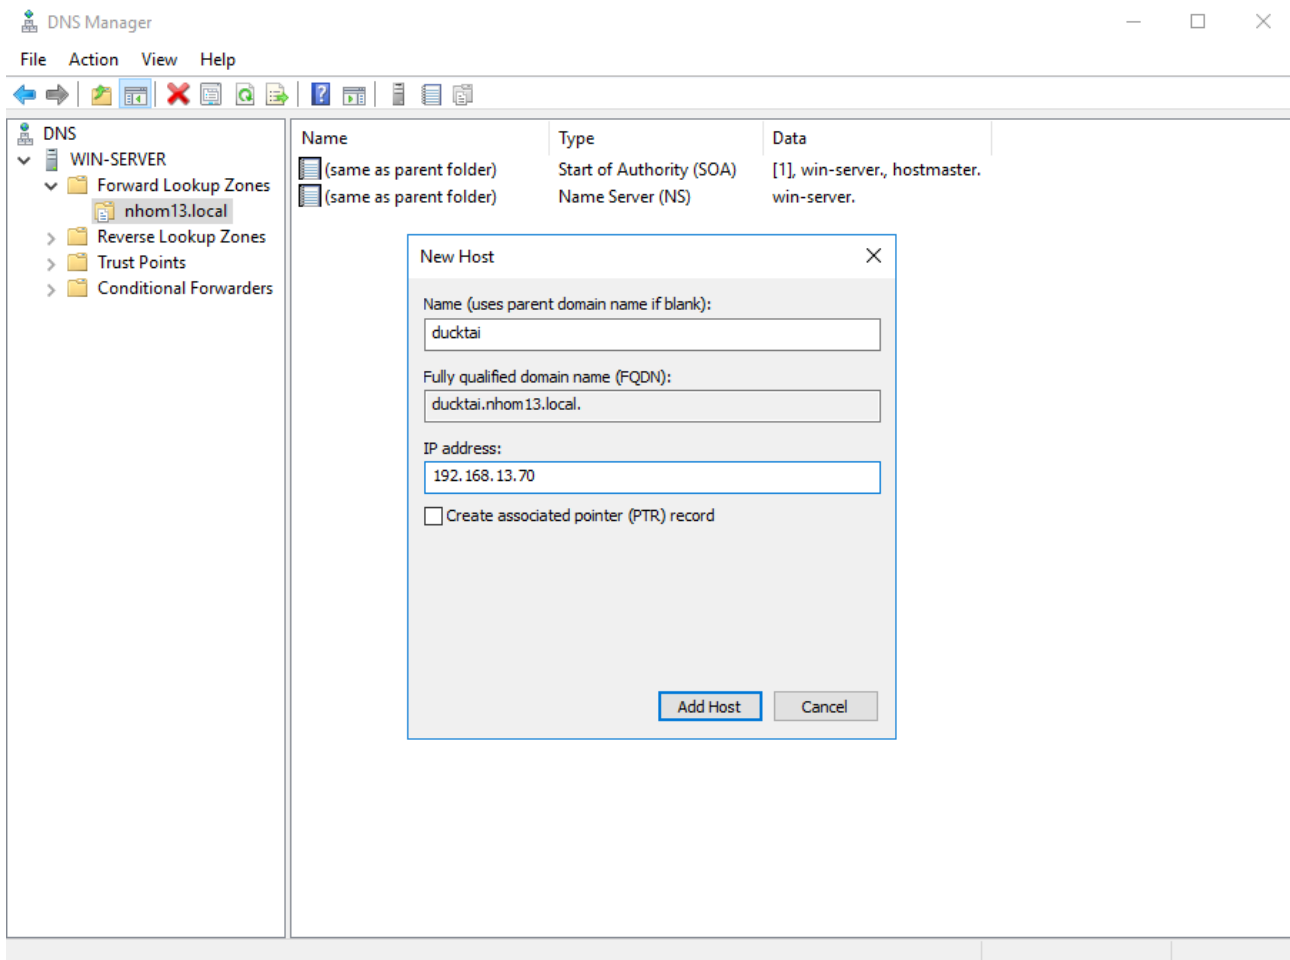 DNS Manager
File Action View Help
DNS
WIN-SERVER
Forward Lookup Zones
nhom13.local
Reverse Lookup Zones
Trust Points
Conditional Forwarders
Name Type Data
(same as parent folder) Start of Authority (SOA) [1], win-server., hostmaster.
(same as parent folder) Name Server (NS) win-server.
New Host
Name (uses parent domain name if blank):
ducktai
Fully qualified domain name (FQDN):
ducktai.nhom13.local.
IP address:
192.168.13.70
Create associated pointer (PTR) record
Add Host Cancel